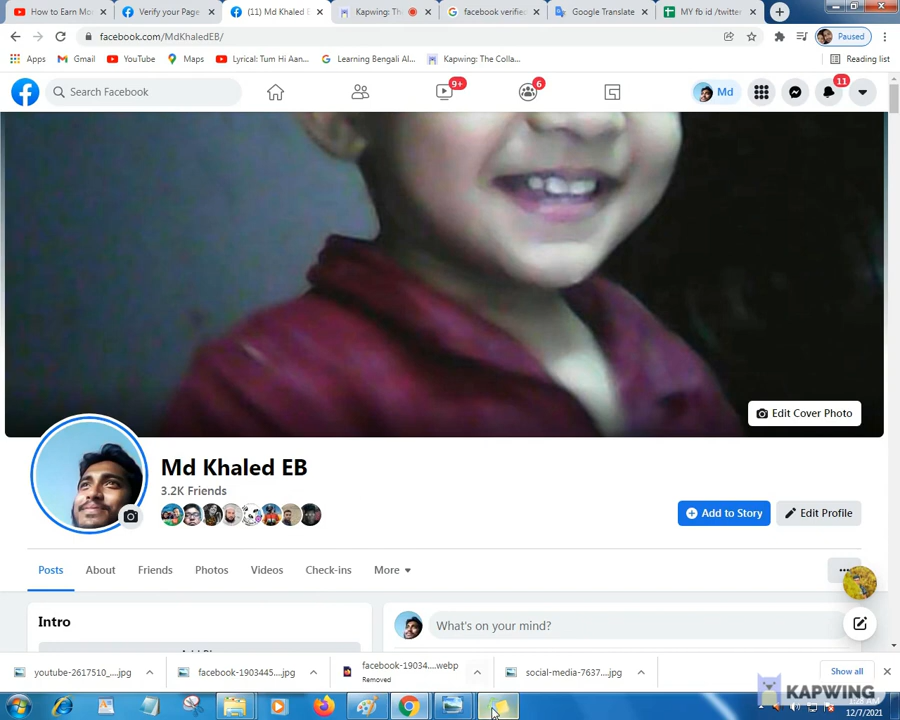 How to Earn Mo
Verify your Page
(11) Md Khaled E
Kapwing: Th
facebook verifie
Google Translate
MY fb id /twitter
facebook.com/MdKhaledEB/
Paused
Apps
Gmail
YouTube
Maps
Lyrical: Tum Hi Aan...
Learning Bengali Al...
Kapwing: The Colla...
Reading list
Search Facebook
9+
6
Md
11
Edit Cover Photo
Md Khaled EB
3.2K Friends
Add to Story
Edit Profile
Posts
About
Friends
Photos
Videos
Check-ins
More
Intro
What's on your mind?
youtube-2617510_...jpg
facebook-1903445...jpg
facebook-19034....webp
Removed
social-media-7637...jpg
Show all
KAPWING
12/7/2021